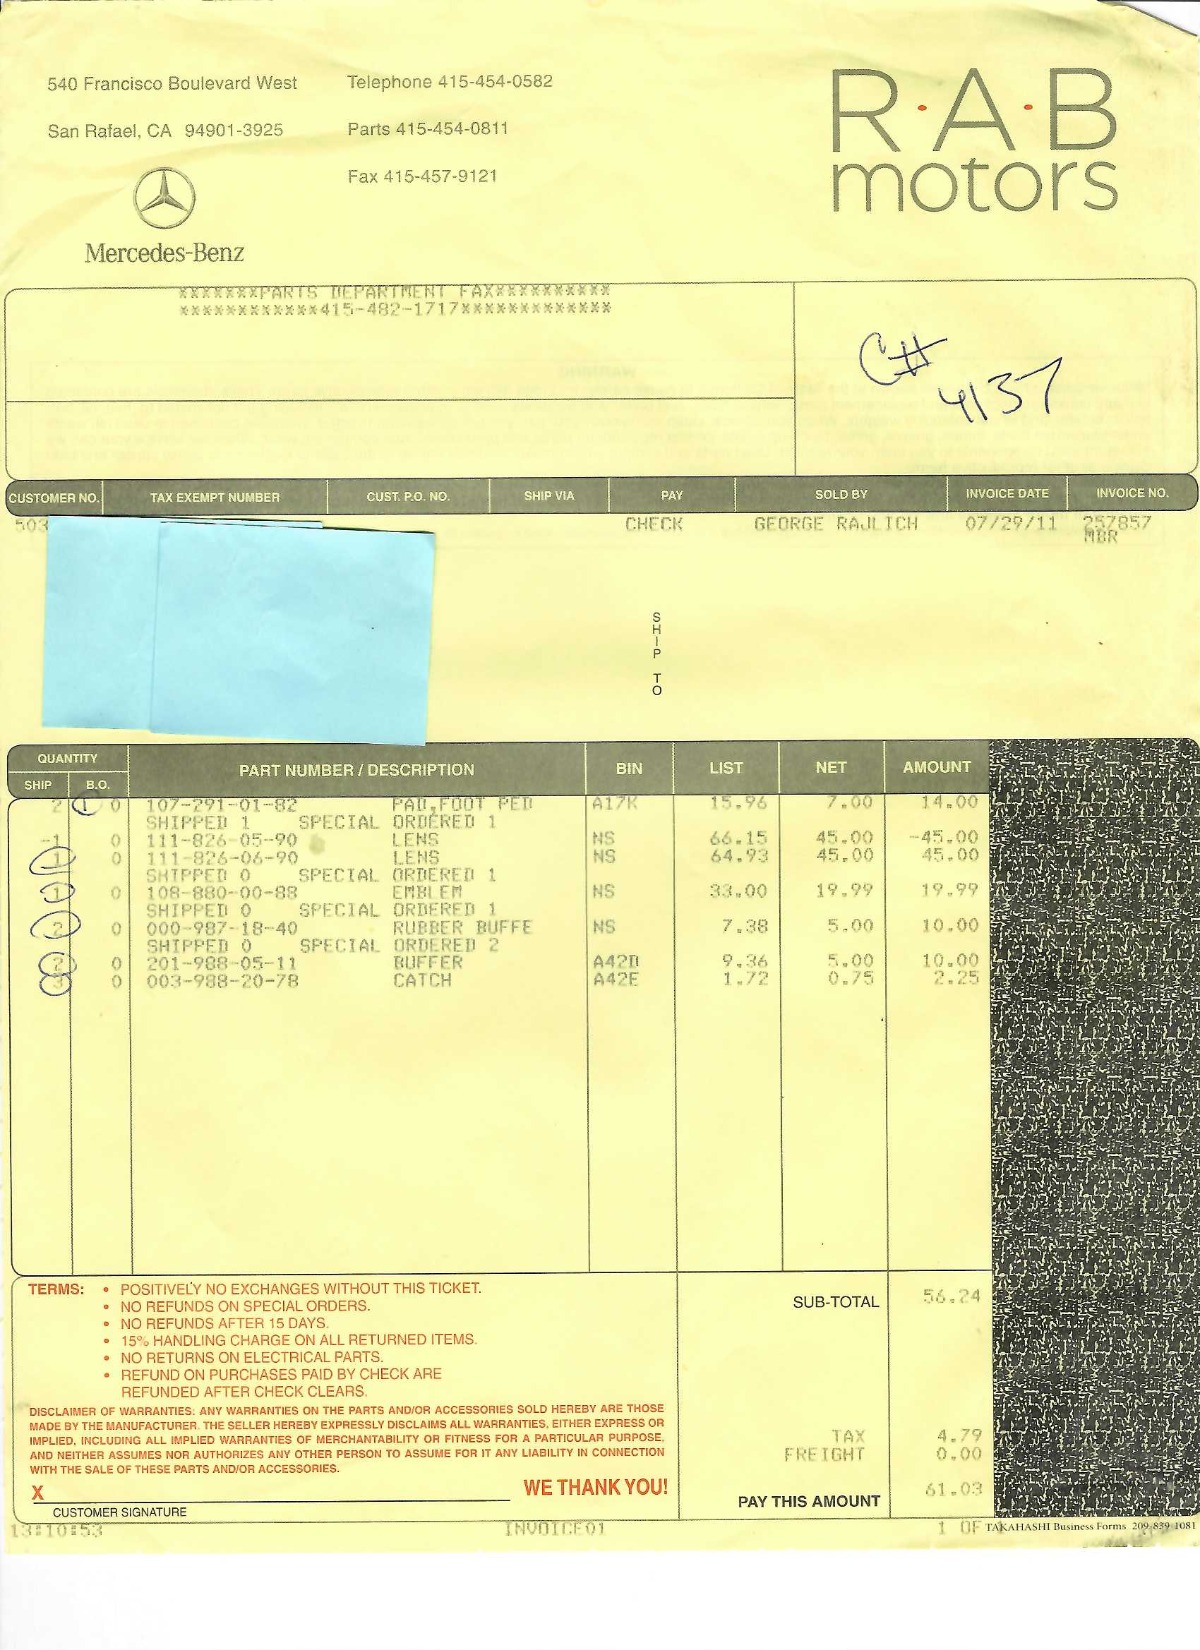 540 Francisco Boulevard West Telephone 415-454-0582
San Rafael, CA 94901-3925 Parts 415-454-0811
Fax 415-457-9121
R·A·B
motors
Mercedes-Benz
*******PARTS DEPARTMENT FAX**********
************415-482-1717*************
C#
4137
CUSTOMER NO. TAX EXEMPT NUMBER CUST. P.O. NO. SHIP VIA PAY SOLD BY INVOICE DATE INVOICE NO.
503 CHECK GEORGE RAJLICH 07/29/11 257857
MBR
SHIP TO
QUANTITY
SHIP B.O. PART NUMBER / DESCRIPTION BIN LIST NET AMOUNT
2 1 0 107-291-01-82 PAD,FOOT PED A17K 15.96 7.00 14.00
SHIPPED 1 SPECIAL ORDERED 1
-1 0 111-826-05-90 LENS NS 66.15 45.00 -45.00
1 0 111-826-06-90 LENS NS 64.93 45.00 45.00
SHIPPED 0 SPECIAL ORDERED 1
1 0 108-880-00-88 EMBLEM NS 33.00 19.99 19.99
SHIPPED 0 SPECIAL ORDERED 1
2 0 000-987-18-40 RUBBER BUFFE NS 7.38 5.00 10.00
SHIPPED 0 SPECIAL ORDERED 2
2 0 201-988-05-11 BUFFER A42D 9.36 5.00 10.00
3 0 003-988-20-78 CATCH A42E 1.72 0.75 2.25
TERMS: • POSITIVELY NO EXCHANGES WITHOUT THIS TICKET.
• NO REFUNDS ON SPECIAL ORDERS.
• NO REFUNDS AFTER 15 DAYS.
• 15% HANDLING CHARGE ON ALL RETURNED ITEMS.
• NO RETURNS ON ELECTRICAL PARTS.
• REFUND ON PURCHASES PAID BY CHECK ARE
REFUNDED AFTER CHECK CLEARS.
SUB-TOTAL 56.24
DISCLAIMER OF WARRANTIES: ANY WARRANTIES ON THE PARTS AND/OR ACCESSORIES SOLD HEREBY ARE THOSE
MADE BY THE MANUFACTURER. THE SELLER HEREBY EXPRESSLY DISCLAIMS ALL WARRANTIES, EITHER EXPRESS OR
IMPLIED, INCLUDING ALL IMPLIED WARRANTIES OF MERCHANTABILITY OR FITNESS FOR A PARTICULAR PURPOSE,
AND NEITHER ASSUMES NOR AUTHORIZES ANY OTHER PERSON TO ASSUME FOR IT ANY LIABILITY IN CONNECTION
WITH THE SALE OF THESE PARTS AND/OR ACCESSORIES.
TAX 4.79
FREIGHT 0.00
X WE THANK YOU!
CUSTOMER SIGNATURE
PAY THIS AMOUNT 61.03
13:10:53 INVOICE01 1 OF TAKAHASHI Business Forms 209-839-1081